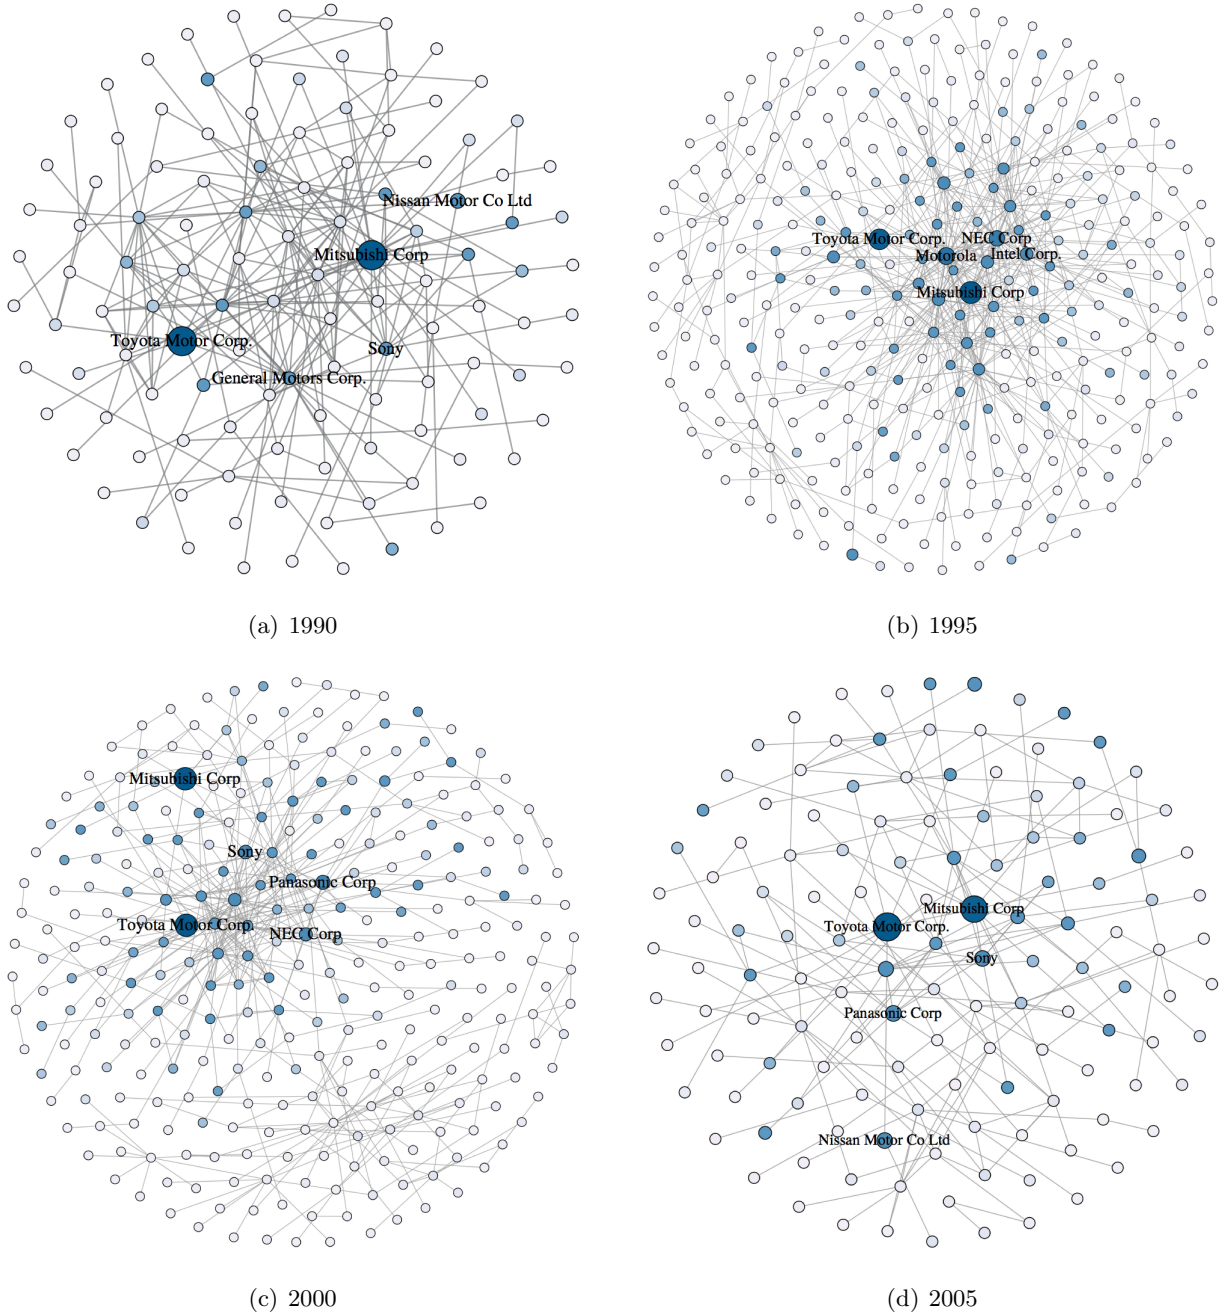 Nissan Motor Co Ltd
Mitsubishi Corp
Toyota Motor Corp.
Sony
General Motors Corp.
(a) 1990
Toyota Motor Corp.
NEC Corp
Motorola
Intel Corp.
Mitsubishi Corp
(b) 1995
Mitsubishi Corp
Sony
Panasonic Corp
Toyota Motor Corp.
NEC Corp
(c) 2000
Mitsubishi Corp
Toyota Motor Corp.
Sony
Panasonic Corp
Nissan Motor Co Ltd
(d) 2005